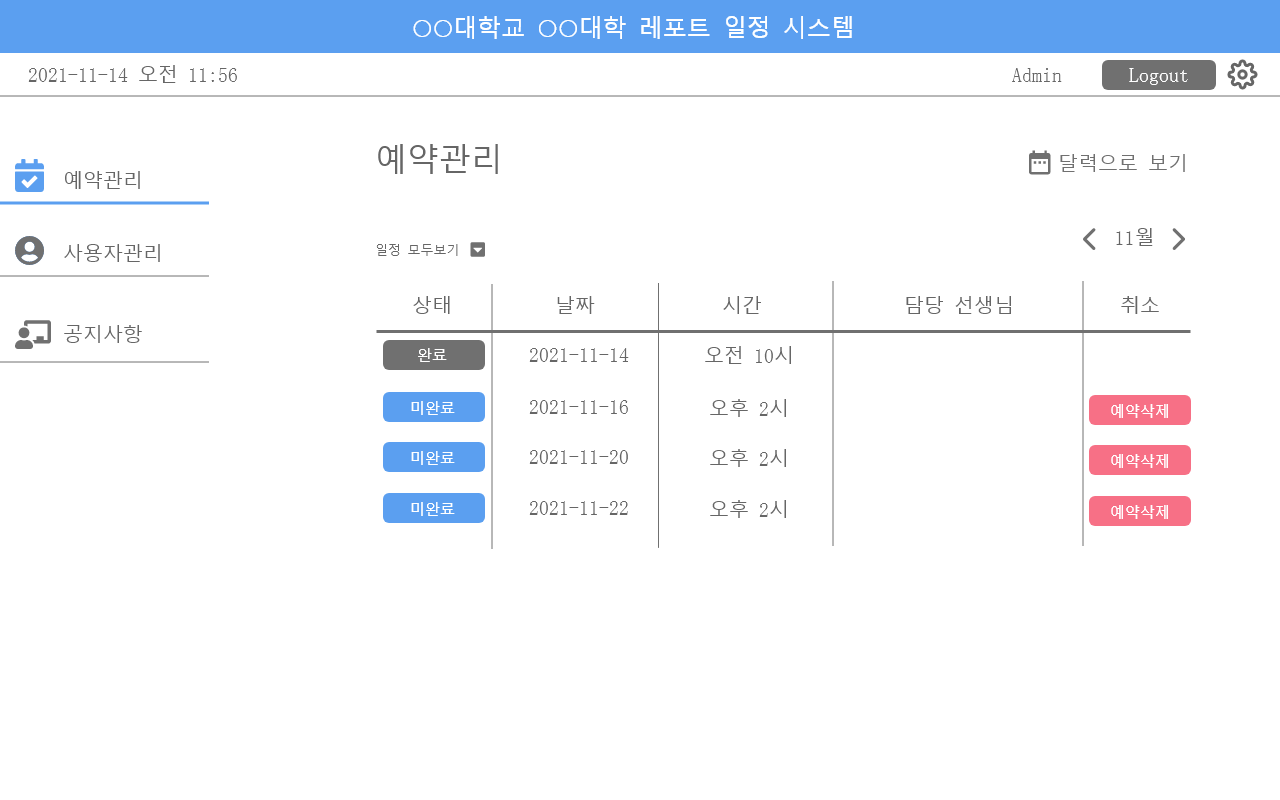 ○○대학교 ○○대학 레포트 일정 시스템
2021-11-14 오전 11:56
Admin
Logout
예약관리
사용자관리
공지사항
예약관리
달력으로 보기
일정 모두보기
11월
상태 날짜 시간 담당 선생님 취소
완료 2021-11-14 오전 10시
미완료 2021-11-16 오후 2시 예약삭제
미완료 2021-11-20 오후 2시 예약삭제
미완료 2021-11-22 오후 2시 예약삭제